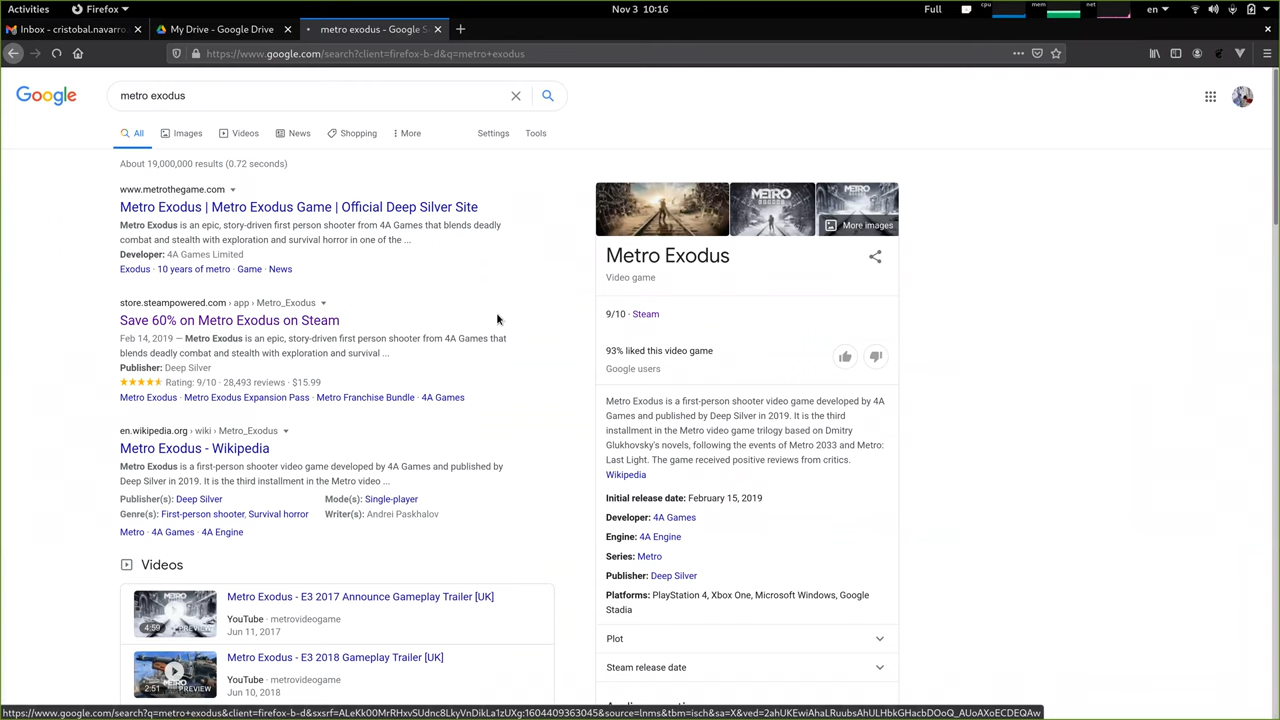 Activities Firefox Nov 3 10:16 Full cpu mem net en
Inbox - cristobal.navarro. My Drive - Google Drive metro exodus - Google S
https://www.google.com/search?client=firefox-b-d&q=metro+exodus
Google metro exodus
All Images Videos News Shopping More Settings Tools
About 19,000,000 results (0.72 seconds)
www.metrothegame.com
Metro Exodus | Metro Exodus Game | Official Deep Silver Site
Metro Exodus is an epic, story-driven first person shooter from 4A Games that blends deadly
combat and stealth with exploration and survival horror in one of the ...
Developer: 4A Games Limited
Exodus · 10 years of metro · Game · News
store.steampowered.com › app › Metro_Exodus
Save 60% on Metro Exodus on Steam
Feb 14, 2019 — Metro Exodus is an epic, story-driven first person shooter from 4A Games that
blends deadly combat and stealth with exploration and survival ...
Publisher: Deep Silver
Rating: 9/10 · 28,493 reviews · $15.99
Metro Exodus · Metro Exodus Expansion Pass · Metro Franchise Bundle · 4A Games
en.wikipedia.org › wiki › Metro_Exodus
Metro Exodus - Wikipedia
Metro Exodus is a first-person shooter video game developed by 4A Games and published by
Deep Silver in 2019. It is the third installment in the Metro video ...
Publisher(s): Deep Silver Mode(s): Single-player
Genre(s): First-person shooter, Survival horror Writer(s): Andrei Paskhalov
Metro · 4A Games · 4A Engine
Videos
Metro Exodus - E3 2017 Announce Gameplay Trailer [UK]
YouTube · metrovideogame
4:59 PREVIEW Jun 11, 2017
Metro Exodus - E3 2018 Gameplay Trailer [UK]
YouTube · metrovideogame
2:51 PREVIEW Jun 10, 2018
METRO METRO
More images
Metro Exodus
Video game
9/10 · Steam
93% liked this video game
Google users
Metro Exodus is a first-person shooter video game developed by 4A
Games and published by Deep Silver in 2019. It is the third
installment in the Metro video game trilogy based on Dmitry
Glukhovsky's novels, following the events of Metro 2033 and Metro:
Last Light. The game received positive reviews from critics.
Wikipedia
Initial release date: February 15, 2019
Developer: 4A Games
Engine: 4A Engine
Series: Metro
Publisher: Deep Silver
Platforms: PlayStation 4, Xbox One, Microsoft Windows, Google
Stadia
Plot
Steam release date
https://www.google.com/search?q=metro+exodus&client=firefox-b-d&sxsrf=ALeKk00MrRHxvSUdnc8LkyVnDikLa1zUXg:1604409363045&source=lnms&tbm=isch&sa=X&ved=2ahUKEwiAhaLRuubsAhULHbkGHacbDOoQ_AUoAXoECDEQAw